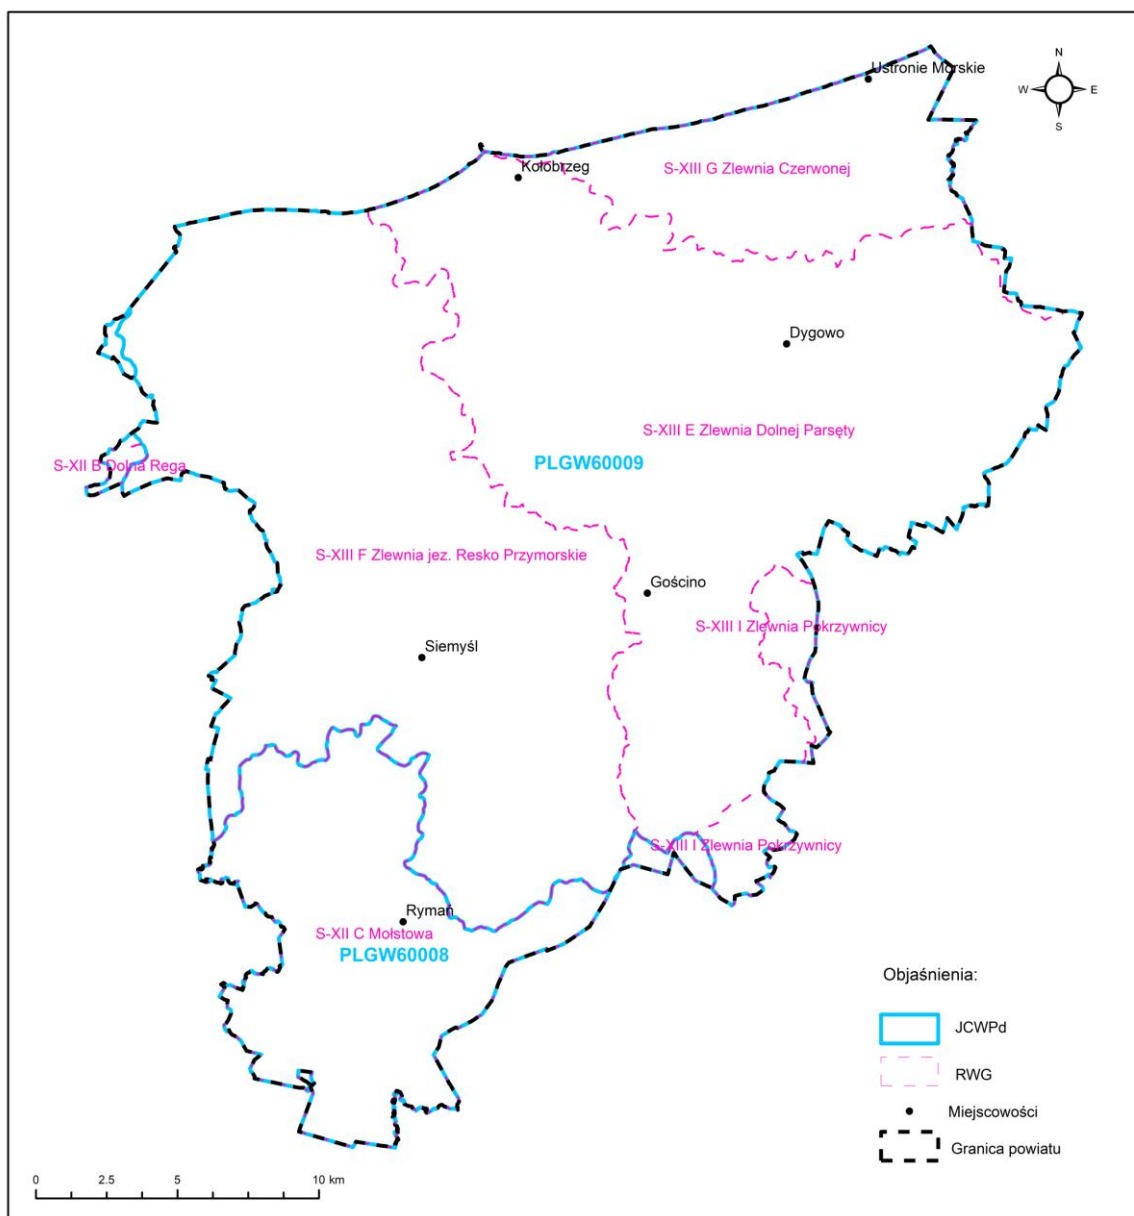 Ustronie Morskie
N
W
E
S
Kołobrzeg
S-XIII G Zlewnia Czerwonej
Dygowo
S-XIII E Zlewnia Dolnej Parsęty
PLGW60009
S-XII B Dolna Rega
S-XIII F Zlewnia jez. Resko Przymorskie
Gościno
S-XIII I Zlewnia Pokrzywnicy
Siemyśl
S-XIII I Zlewnia Pokrzywnicy
Rymań
S-XII C Mołstowa
PLGW60008
Objaśnienia:
JCWPd
RWG
Miejscowości
Granica powiatu
0 2.5 5 10 km